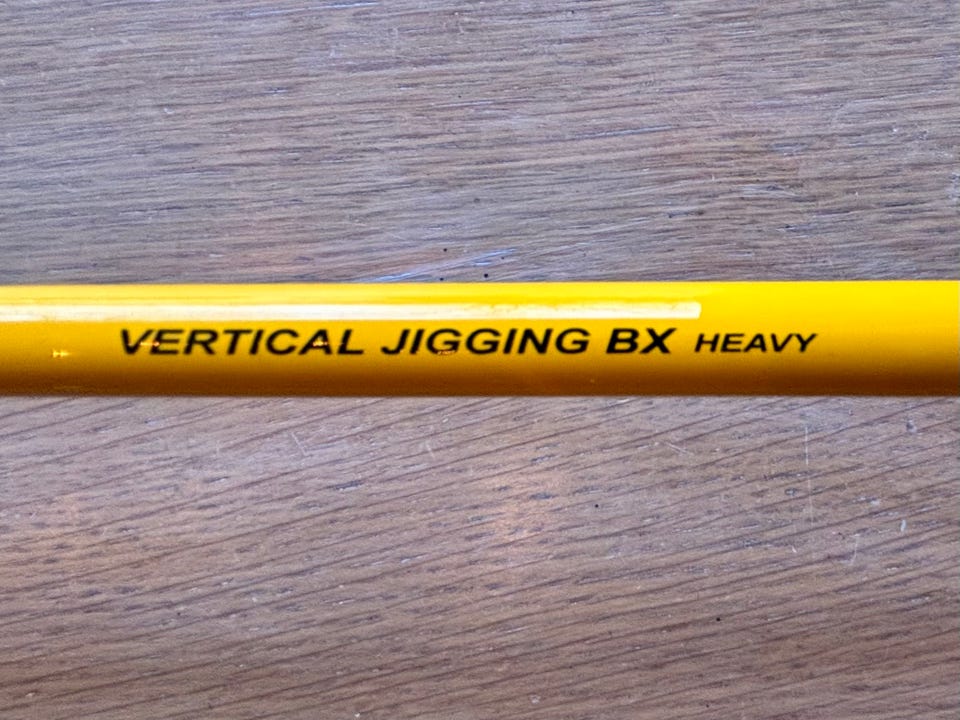 VERTICAL JIGGING BX HEAVY